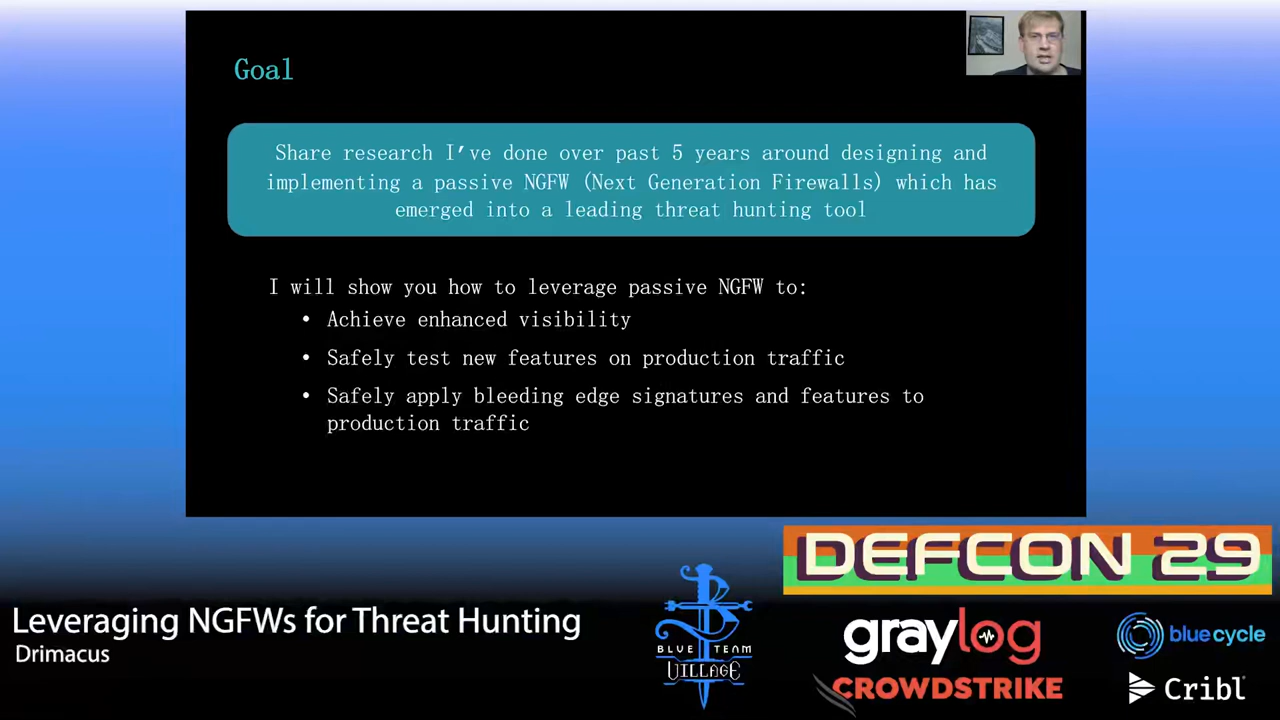 Goal
Share research I've done over past 5 years around designing and
implementing a passive NGFW (Next Generation Firewalls) which has
emerged into a leading threat hunting tool
I will show you how to leverage passive NGFW to:
• Achieve enhanced visibility
• Safely test new features on production traffic
• Safely apply bleeding edge signatures and features to
production traffic
DEFCON 29
Leveraging NGFWs for Threat Hunting
Drimacus
BLUE TEAM
VILLAGE
graylog
bluecycle
CROWDSTRIKE
Cribl